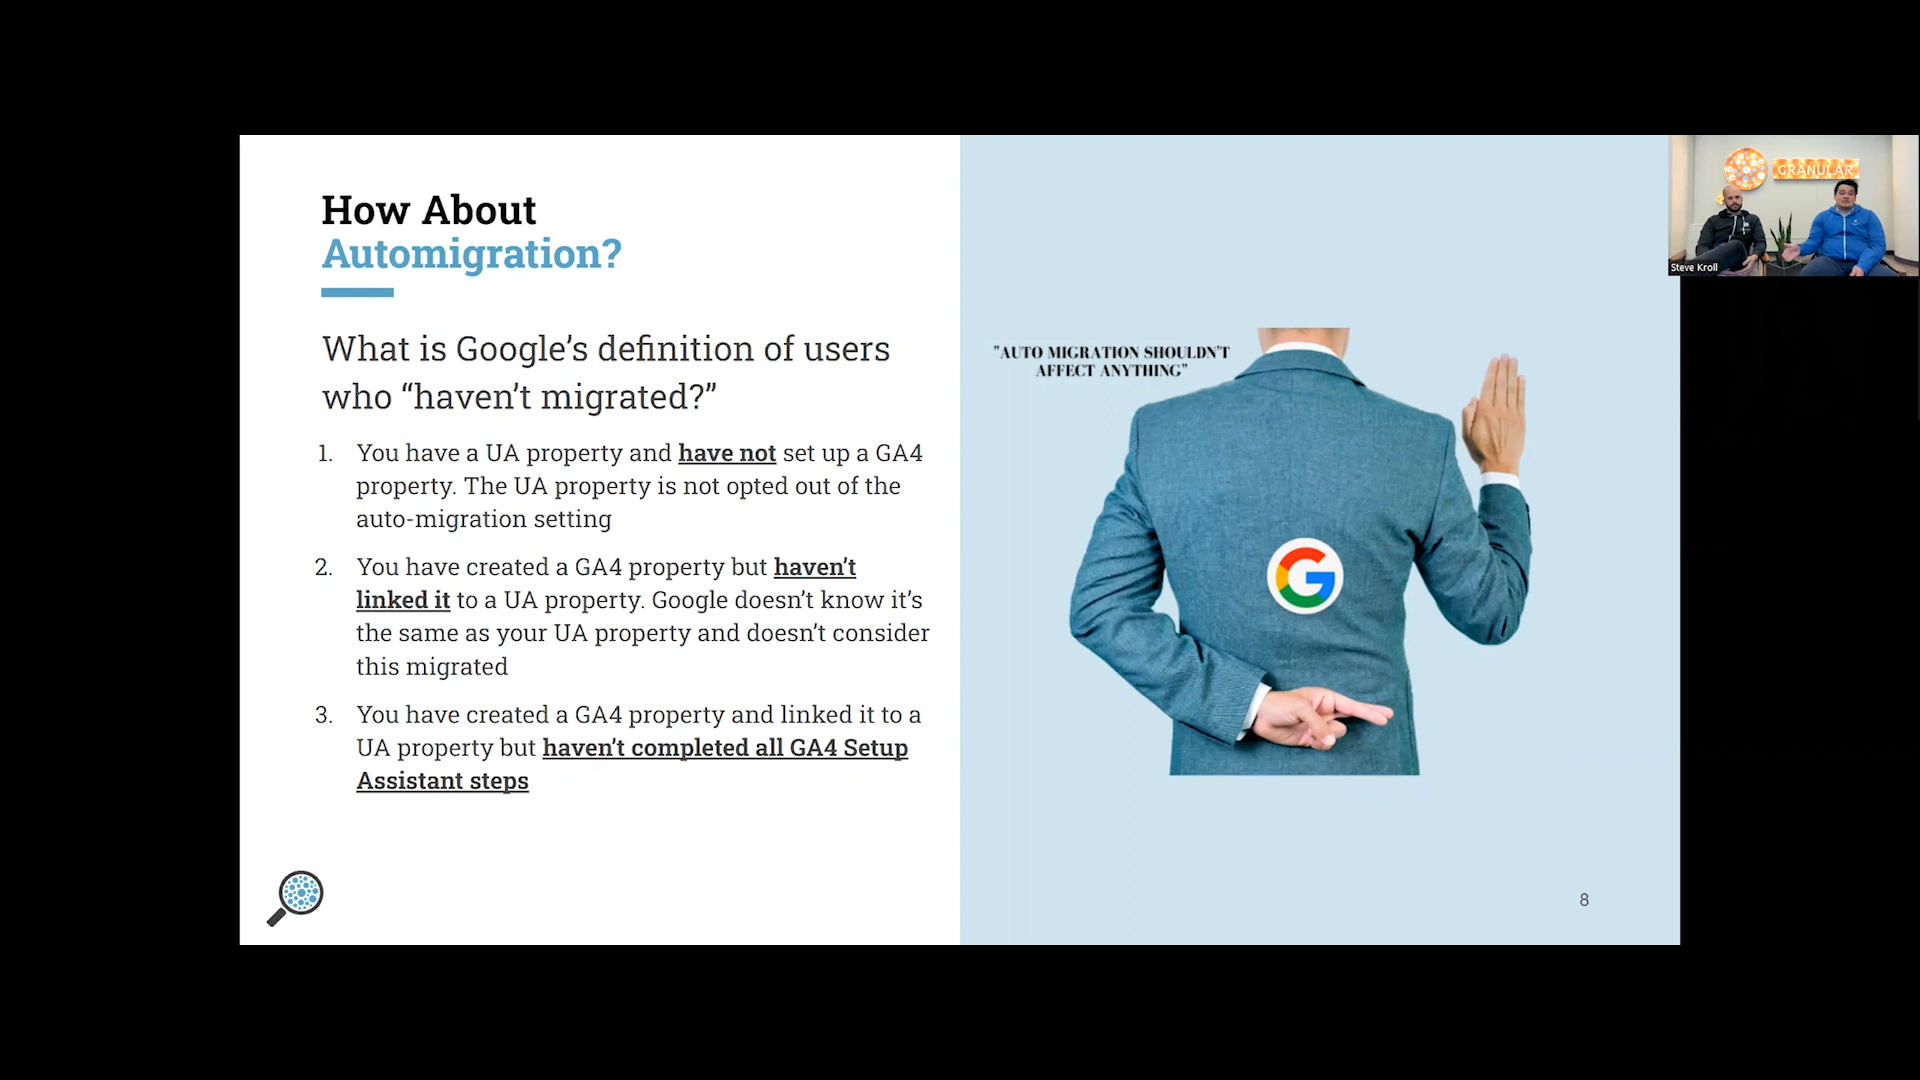 How About
Automigration?
What is Google’s definition of users
who “haven’t migrated?”
1. You have a UA property and have not set up a GA4
property. The UA property is not opted out of the
auto-migration setting
2. You have created a GA4 property but haven’t
linked it to a UA property. Google doesn’t know it’s
the same as your UA property and doesn’t consider
this migrated
3. You have created a GA4 property and linked it to a
UA property but haven’t completed all GA4 Setup
Assistant steps
"AUTO MIGRATION SHOULDN'T
AFFECT ANYTHING"
G
8
GRANULAR
Steve Kroll